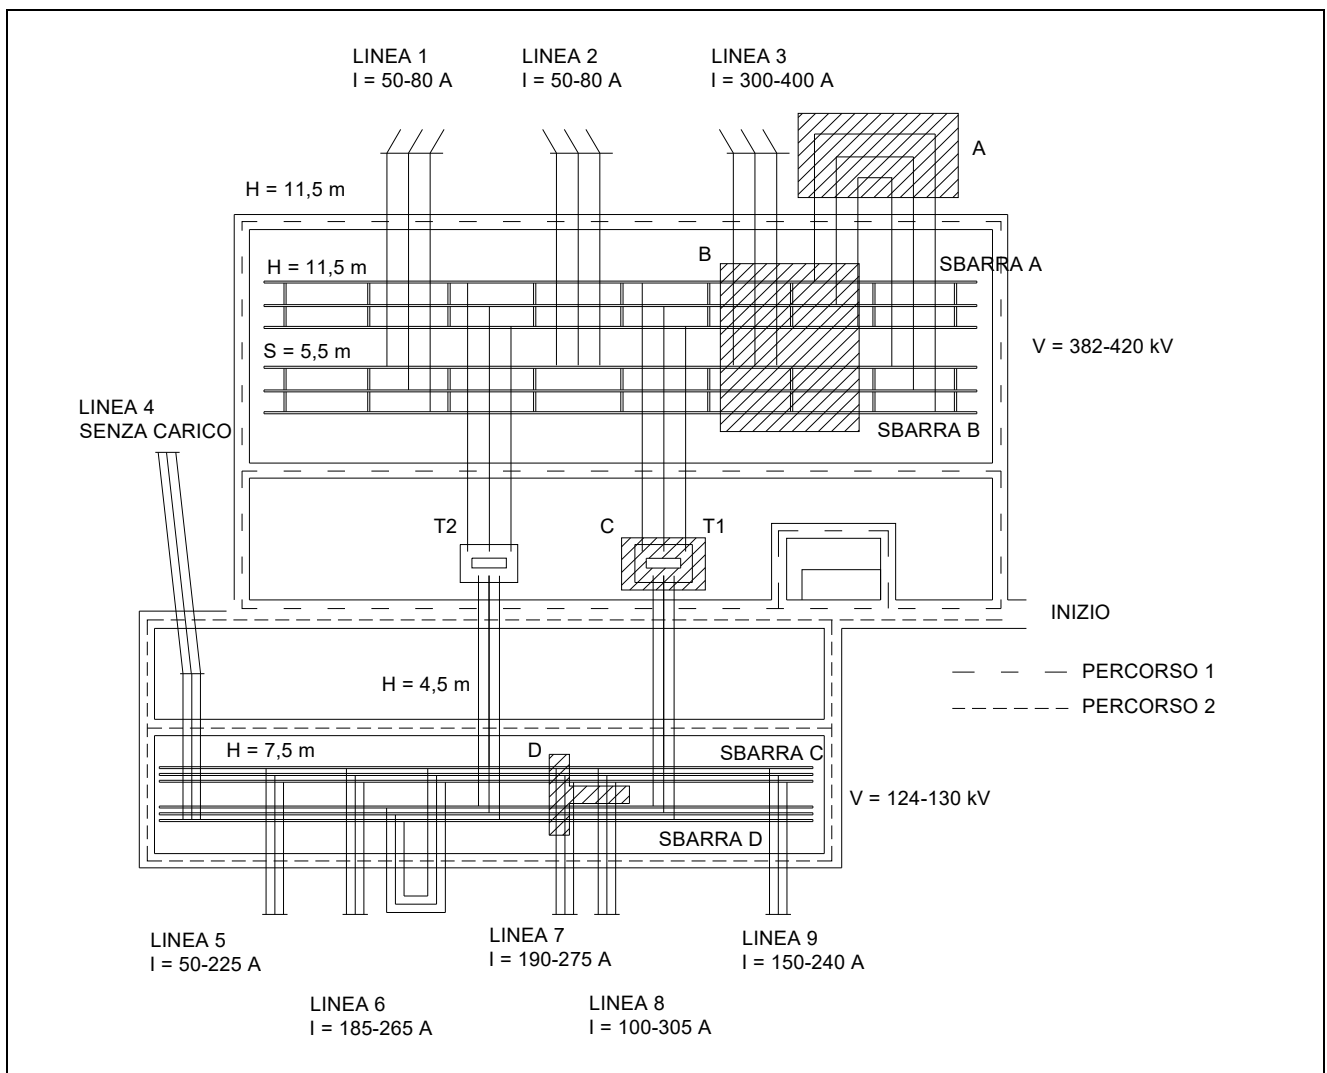 LINEA 1
I = 50-80 A
LINEA 2
I = 50-80 A
LINEA 3
I = 300-400 A
A
H = 11,5 m
B
H = 11,5 m
SBARRA A
S = 5,5 m
V = 382-420 kV
LINEA 4
SENZA CARICO
SBARRA B
T2
C
T1
INIZIO
PERCORSO 1
H = 4,5 m
PERCORSO 2
H = 7,5 m
D
SBARRA C
V = 124-130 kV
SBARRA D
LINEA 5
I = 50-225 A
LINEA 7
I = 190-275 A
LINEA 9
I = 150-240 A
LINEA 6
I = 185-265 A
LINEA 8
I = 100-305 A